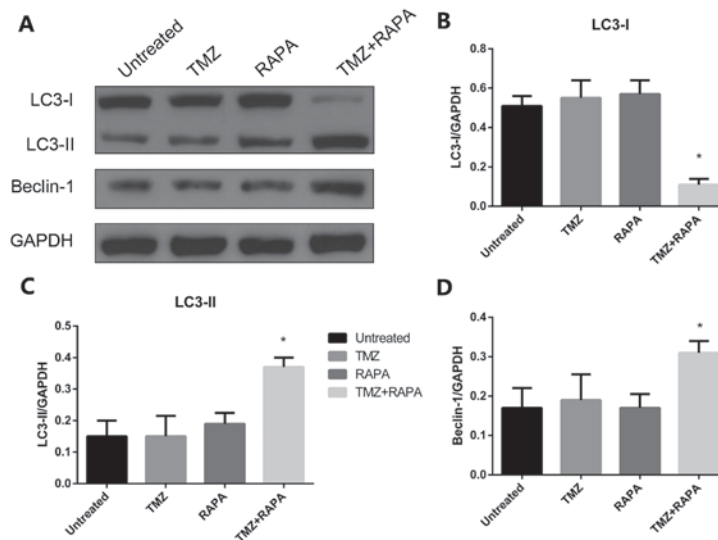 A
Untreated
TMZ
RAPA
TMZ+RAPA
LC3-I
LC3-II
Beclin-1
GAPDH
B
LC3-I
LC3-I/GAPDH
0.8
0.6
0.4
0.2
0.0
*
Untreated
TMZ
RAPA
TMZ+RAPA
C
LC3-II
LC3-II/GAPDH
0.5
0.4
0.3
0.2
0.1
0.0
*
Untreated
TMZ
RAPA
TMZ+RAPA
Untreated
TMZ
RAPA
TMZ+RAPA
D
Beclin-1/GAPDH
0.4
0.3
0.2
0.1
0.0
*
Untreated
TMZ
RAPA
TMZ+RAPA